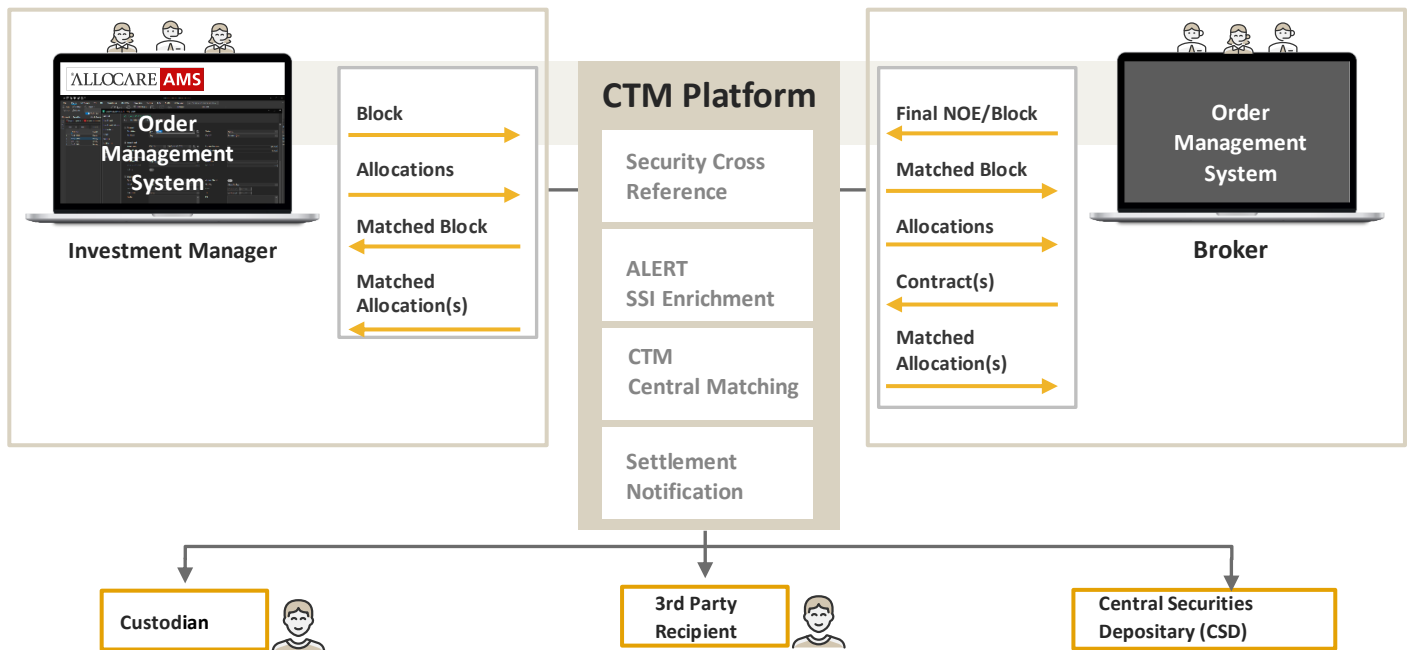 ALLOCARE AMS
Order
Management
System
Investment Manager
Block
Allocations
Matched Block
Matched
Allocation(s)
CTM Platform
Security Cross
Reference
ALERT
SSI Enrichment
CTM
Central Matching
Settlement
Notification
Final NOE/Block
Matched Block
Allocations
Contract(s)
Matched
Allocation(s)
Order
Management
System
Broker
Custodian
3rd Party
Recipient
Central Securities
Depositary (CSD)